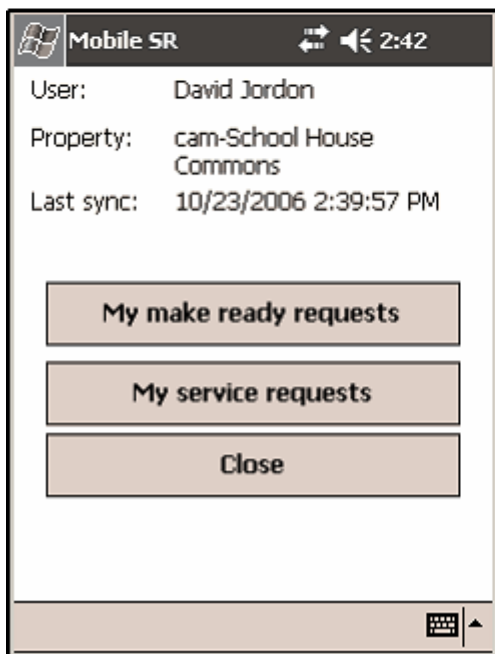 Mobile SR 2:42
User: David Jordon
Property: cam-School House
Commons
Last sync: 10/23/2006 2:39:57 PM
My make ready requests
My service requests
Close